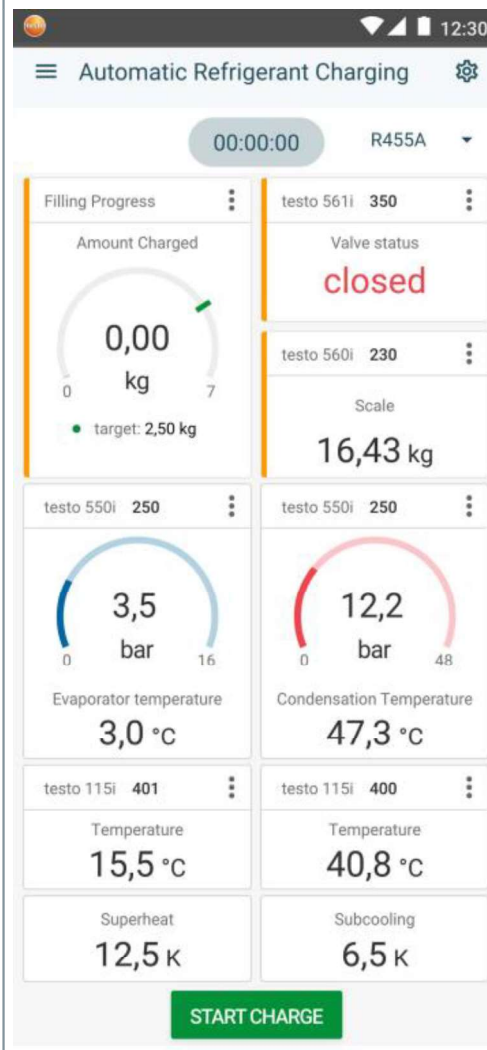 testo
12:30
Automatic Refrigerant Charging
00:00:00
R455A
Filling Progress
Amount Charged
0,00
kg
0
7
target: 2,50 kg
testo 561i 350
Valve status
closed
testo 560i 230
Scale
16,43 kg
testo 550i 250
3,5
bar
0
16
Evaporator temperature
3,0 °C
testo 550i 250
12,2
bar
0
48
Condensation Temperature
47,3 °C
testo 115i 401
Temperature
15,5 °C
testo 115i 400
Temperature
40,8 °C
Superheat
12,5 K
Subcooling
6,5 K
START CHARGE